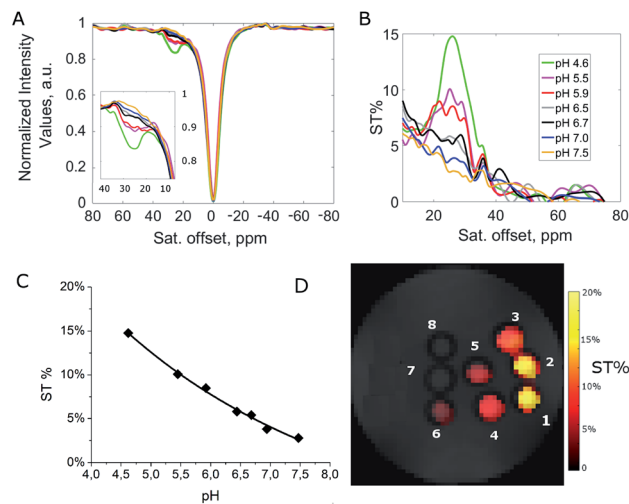 A
Normalized Intensity
Values, a.u.
1
0.8
0.6
0.4
0.2
0
80 60 40 20 0 -20 -40 -60 -80
Sat. offset, ppm
1
0.9
0.8
40 30 20 10
B
ST%
15
10
5
0
20 40 60 80
Sat. offset, ppm
pH 4.6
pH 5.5
pH 5.9
pH 6.5
pH 6.7
pH 7.0
pH 7.5
C
ST %
20%
15%
10%
5%
0%
4,0 4,5 5,0 5,5 6,0 6,5 7,0 7,5
pH
D
3
8
5
2
7
6
4
1
20%
15%
10%
5%
0
ST%